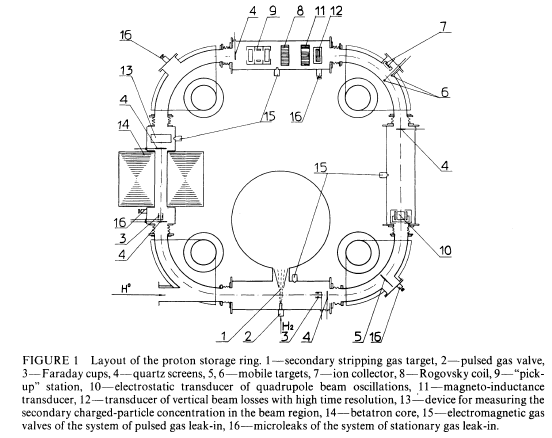 4 9 8 11 12
16
7
13
6
4
14
15
16
4
15
16
3
4
10
H°
H₂
1 2 3 4
5 16
FIGURE 1 Layout of the proton storage ring. 1—secondary stripping gas target, 2—pulsed gas valve,
3—Faraday cups, 4—quartz screens, 5, 6—mobile targets, 7—ion collector, 8—Rogovsky coil, 9—“pick-
up” station, 10—electrostatic transducer of quadrupole beam oscillations, 11—magneto-inductance
transducer, 12—transducer of vertical beam losses with high time resolution, 13—device for measuring the
secondary charged-particle concentration in the beam region, 14—betatron core, 15—electromagnetic gas
valves of the system of pulsed gas leak-in, 16—microleaks of the system of stationary gas leak-in.